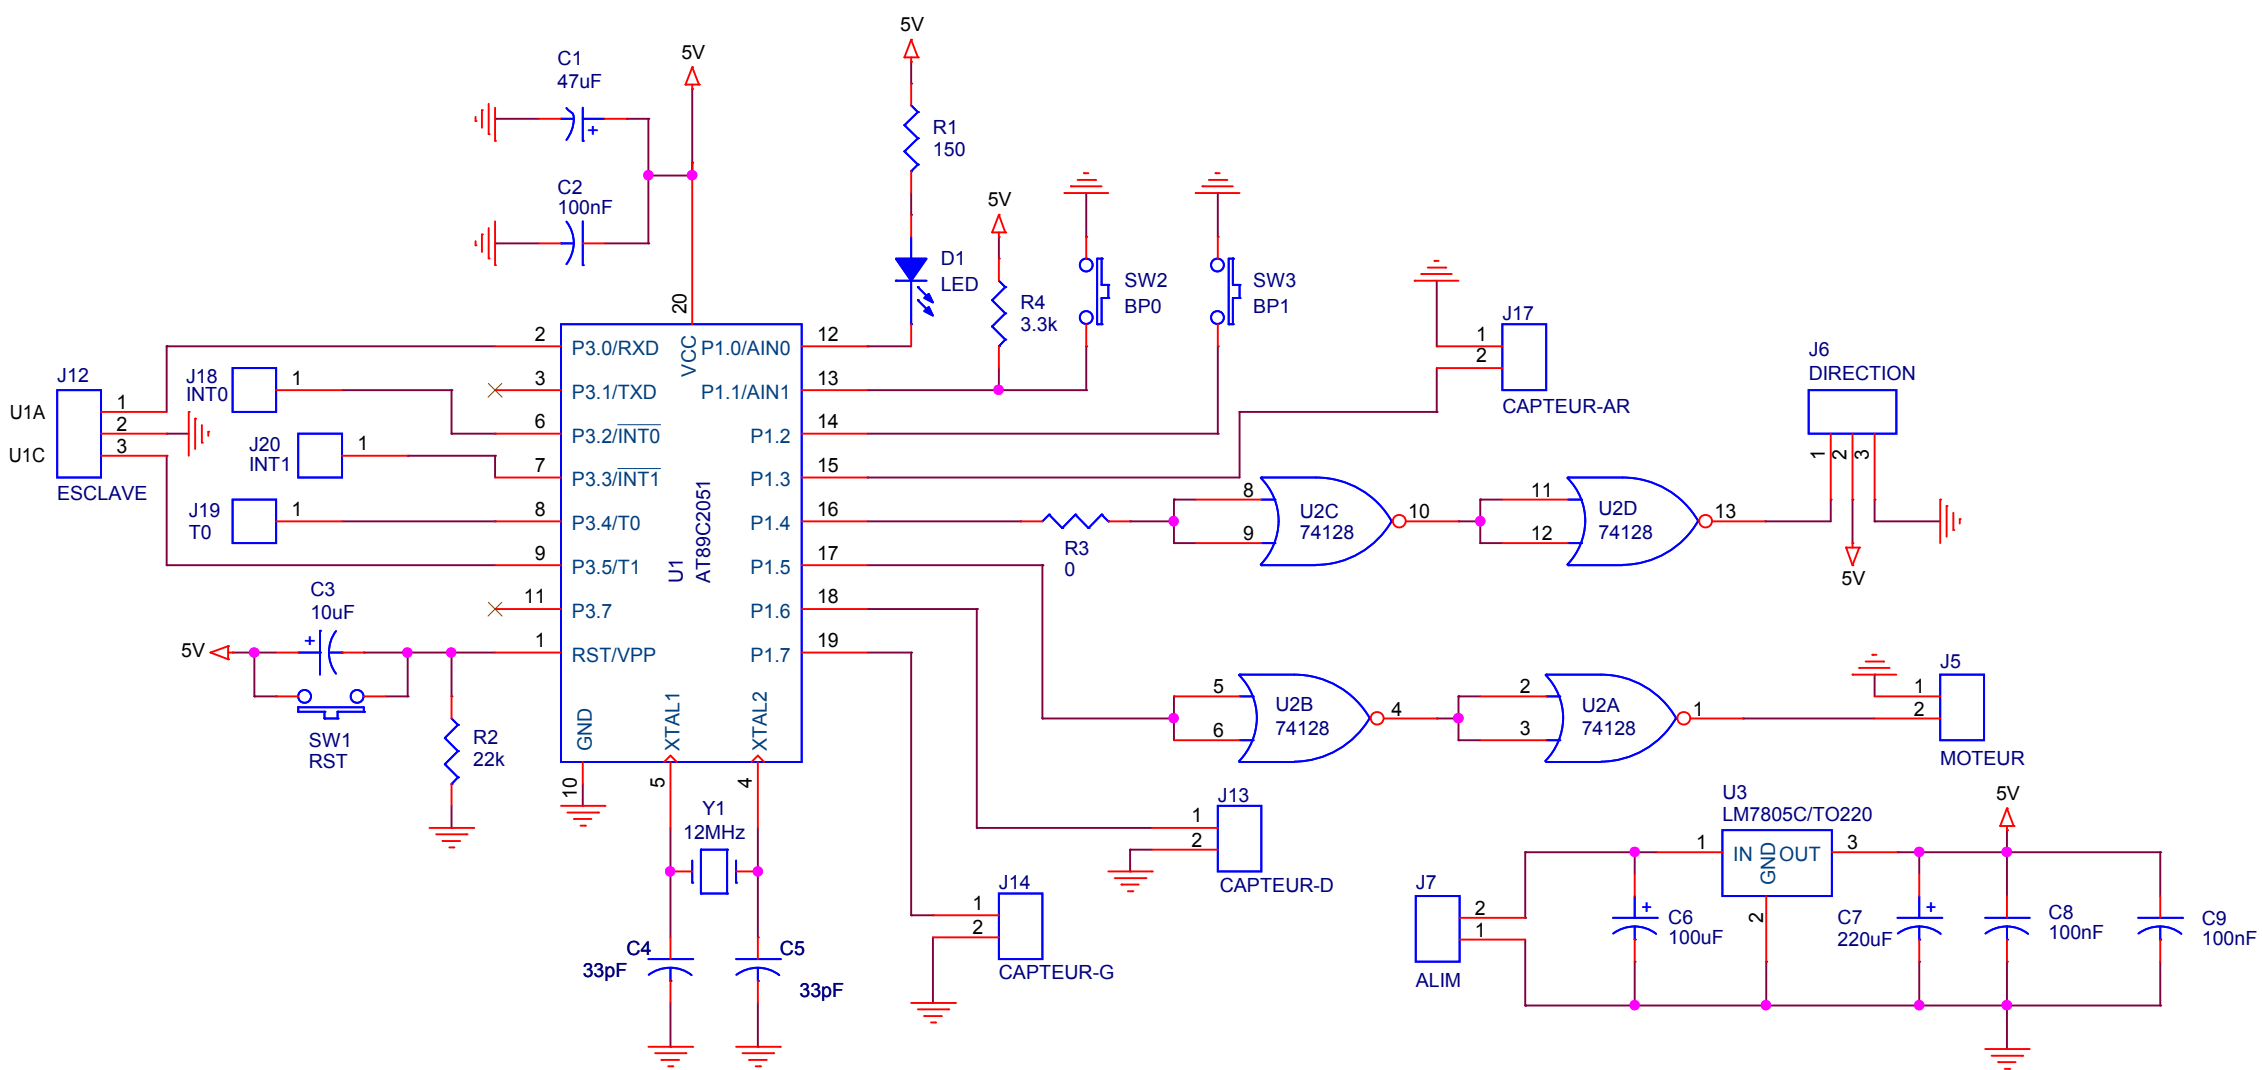 5V
5V
C1
47uF
C2
100nF
R1
150
5V
D1
LED
R4
3.3k
SW2
BP0
SW3
BP1
J17
1
2
CAPTEUR-AR
J6
DIRECTION
1
2
3
5V
J12
U1A
U1C
1
2
3
ESCLAVE
J18
INT0
1
J20
INT1
1
J19
T0
1
20
VCC
2
P3.0/RXD
3
P3.1/TXD
6
P3.2/INT0
7
P3.3/INT1
8
P3.4/T0
9
P3.5/T1
11
P3.7
1
RST/VPP
P1.0/AIN0
12
P1.1/AIN1
13
P1.2
14
P1.3
15
P1.4
16
P1.5
17
P1.6
18
P1.7
19
U1
AT89C2051
GND
10
XTAL1
5
XTAL2
4
C3
10uF
5V
SW1
RST
R2
22k
Y1
12MHz
C4
33pF
C5
33pF
R3
0
8
9
U2C
74128
10
11
12
U2D
74128
13
5
6
U2B
74128
4
2
3
U2A
74128
1
J5
1
2
MOTEUR
J13
1
2
CAPTEUR-D
J14
1
2
CAPTEUR-G
U3
LM7805C/TO220
1
IN
GND
OUT
3
2
5V
J7
2
1
ALIM
C6
100uF
C7
220uF
C8
100nF
C9
100nF